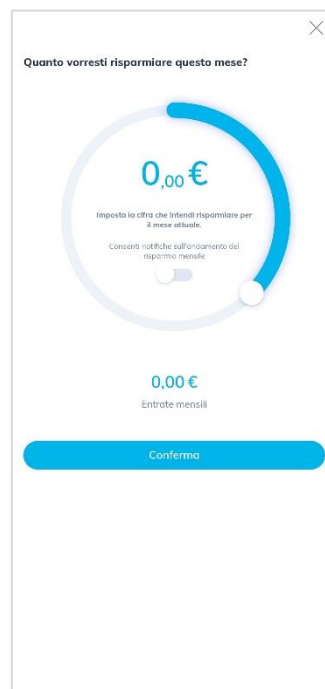 Quanto vorresti risparmiare questo mese?
0,00 €
Imposta la cifra che intendi risparmiare per
il mese attuale.
Consenti notifiche sull'andamento del
risparmio mensile
0,00 €
Entrate mensili
Conferma